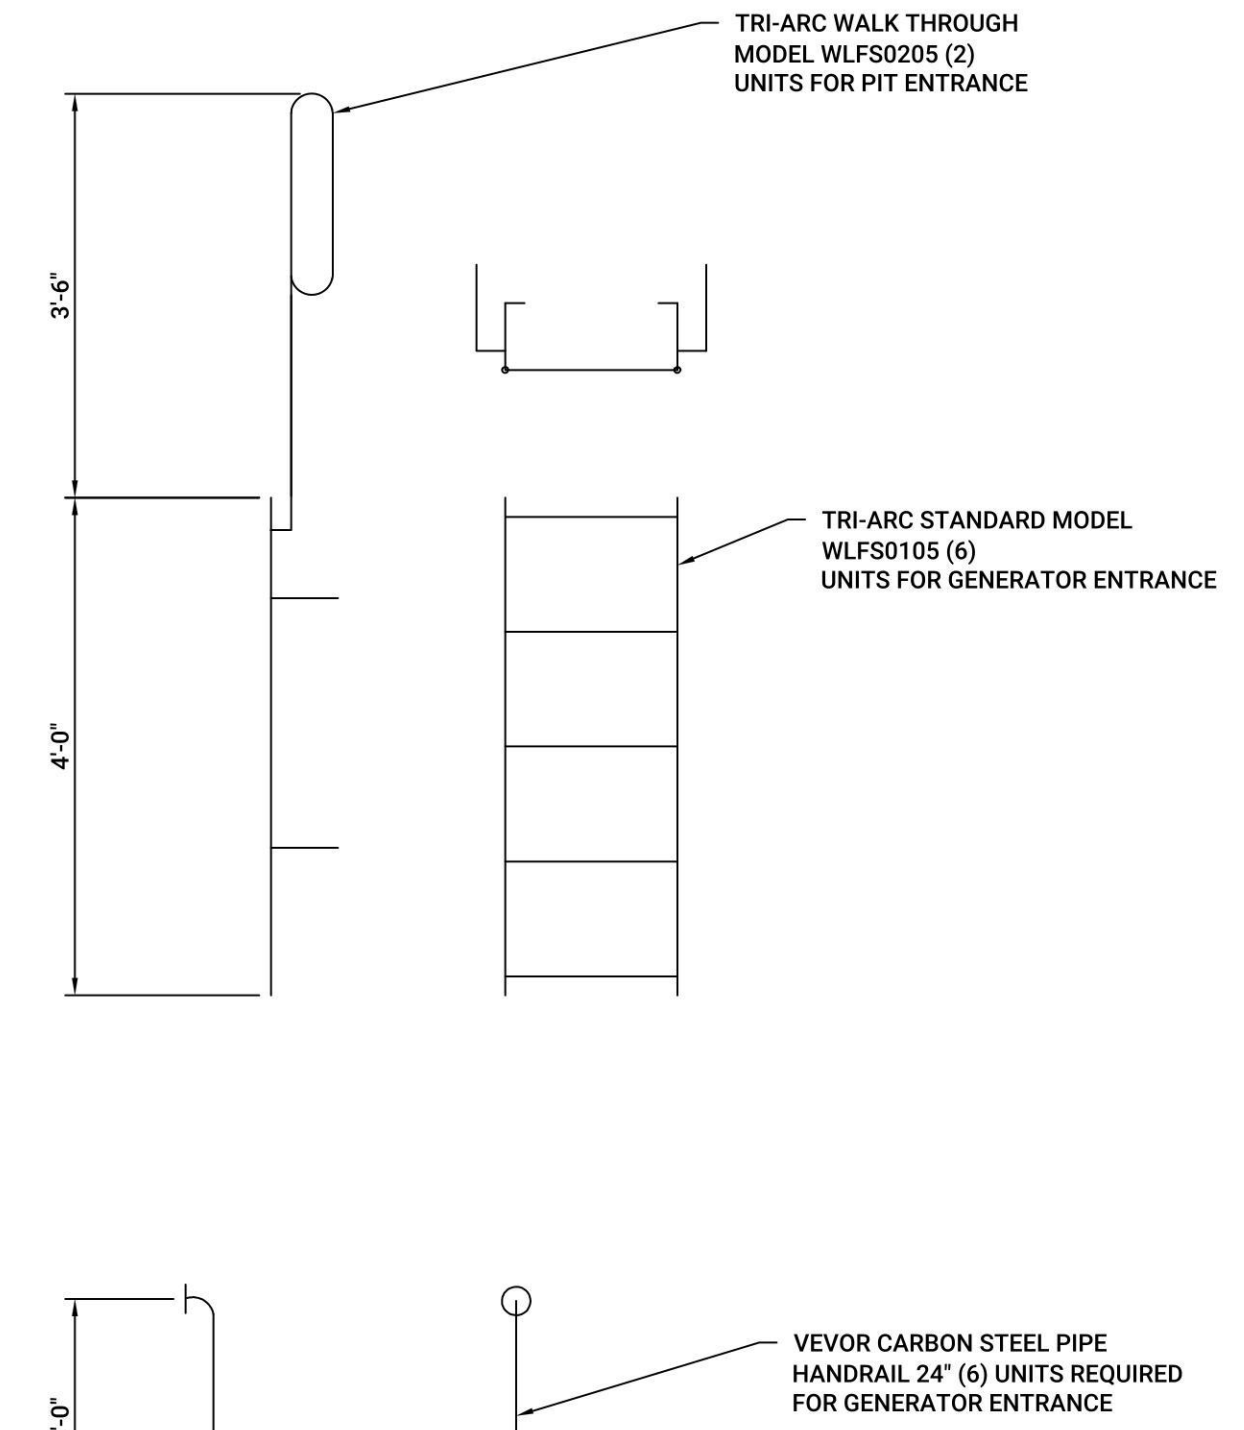 TRI-ARC WALK THROUGH
MODEL WLFS0205 (2)
UNITS FOR PIT ENTRANCE
3'-6"
TRI-ARC STANDARD MODEL
WLFS0105 (6)
UNITS FOR GENERATOR ENTRANCE
4'-0"
VEVOR CARBON STEEL PIPE
HANDRAIL 24" (6) UNITS REQUIRED
FOR GENERATOR ENTRANCE
'-0"